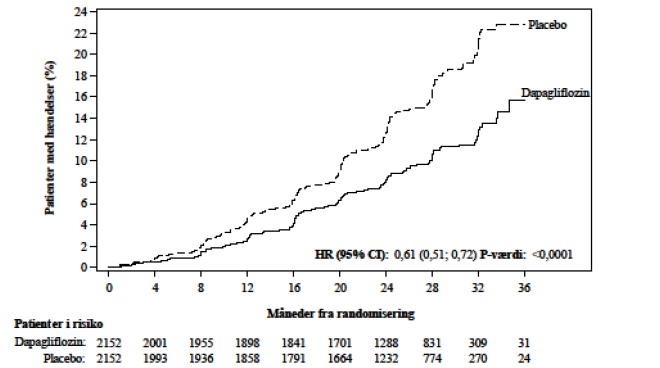 24
22
20
18
16
14
12
10
8
6
4
2
0
Patienter med hændelser (%)
Placebo
Dapagliflozin
HR (95% CI): 0,61 (0,51; 0,72) P-værdi: <0,0001
0 4 8 12 16 20 24 28 32 36
Måneder fra randomisering
Patienter i risiko
Dapagliflozin: 2152 2001 1955 1898 1841 1701 1288 831 309 31
Placebo: 2152 1993 1936 1858 1791 1664 1232 774 270 24